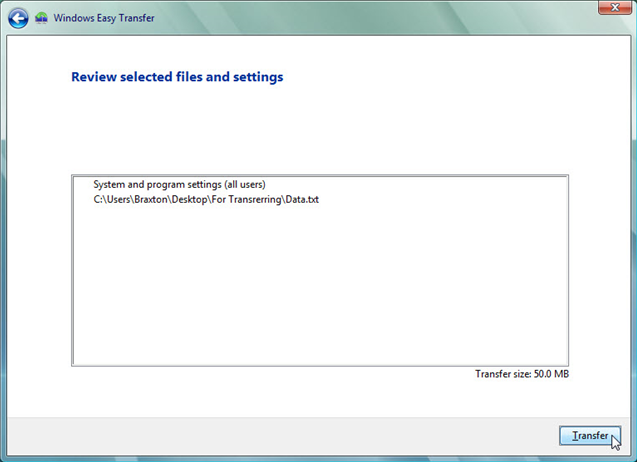 Windows Easy Transfer
Review selected files and settings
System and program settings (all users)
C:\Users\Braxton\Desktop\For Transrerring\Data.txt
Transfer size: 50.0 MB
Transfer